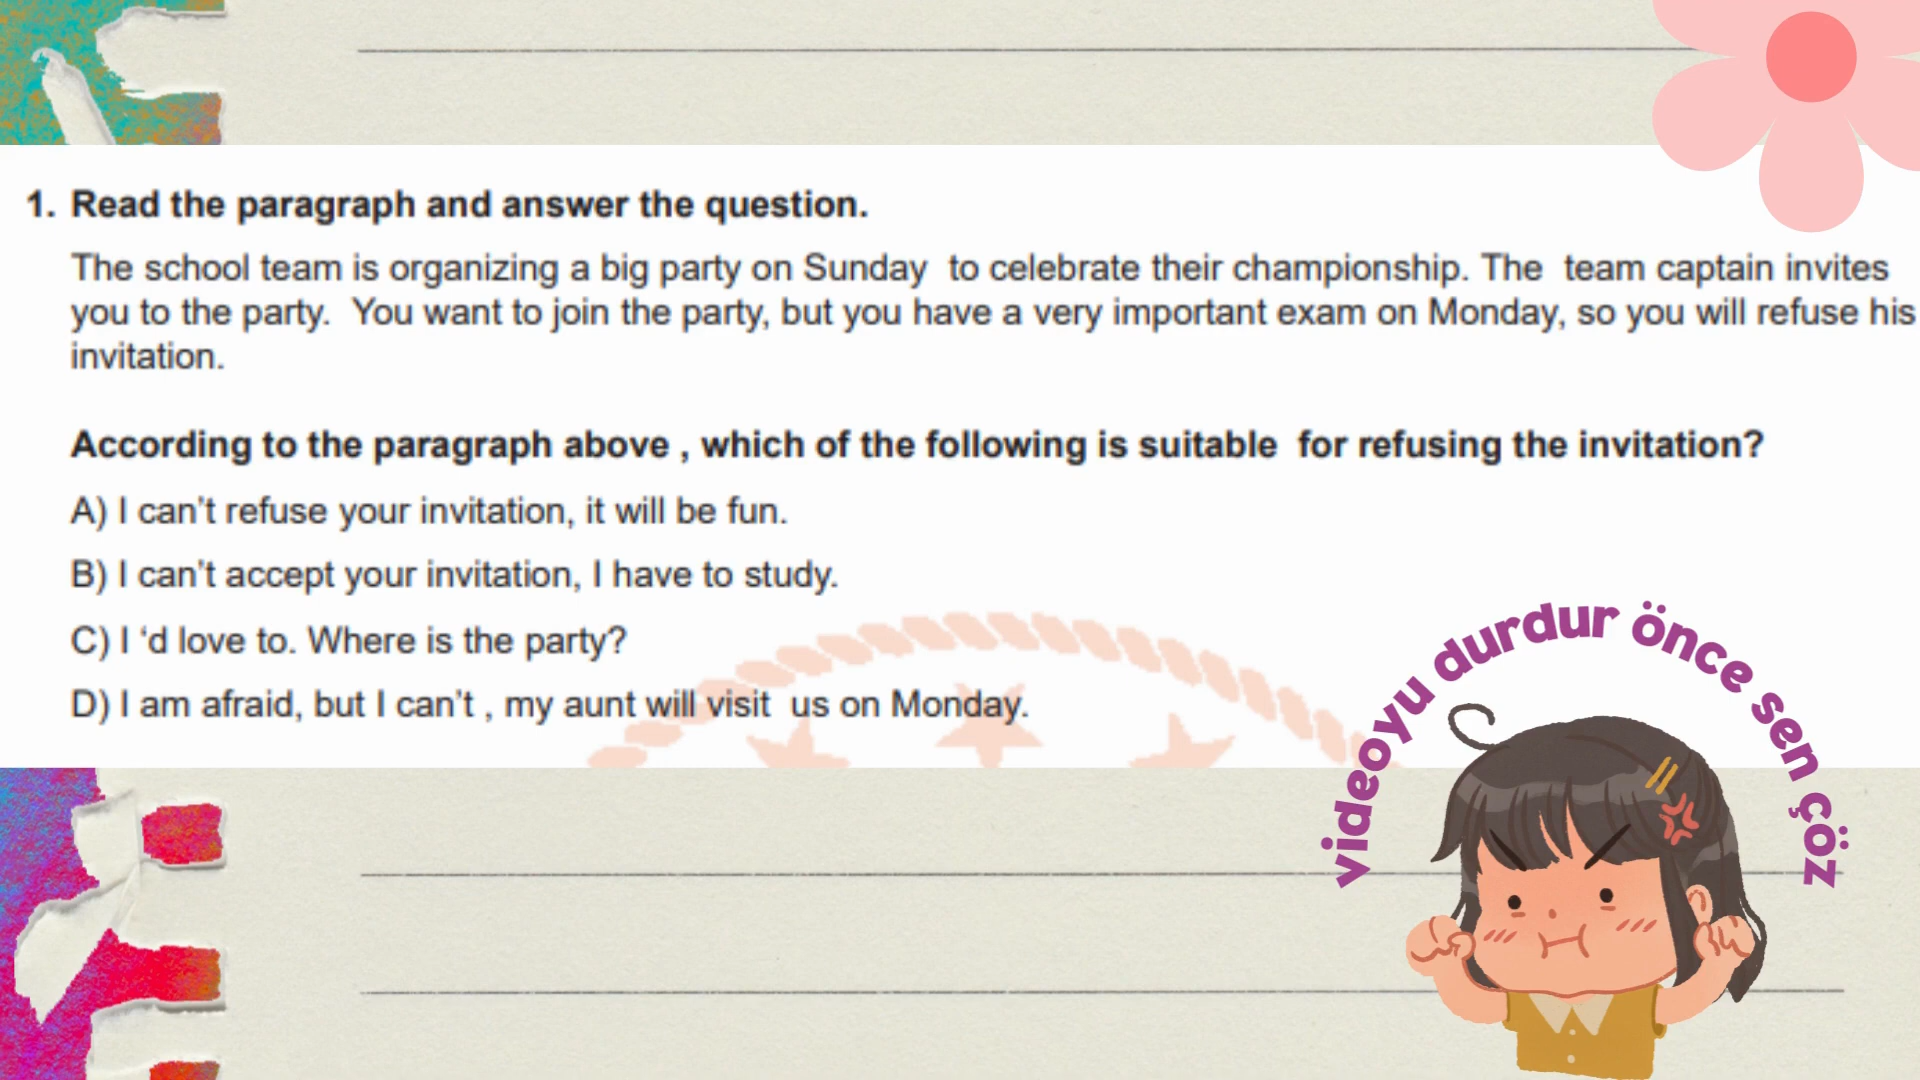 1. Read the paragraph and answer the question.
The school team is organizing a big party on Sunday to celebrate their championship. The team captain invites
you to the party. You want to join the party, but you have a very important exam on Monday, so you will refuse his
invitation.
According to the paragraph above , which of the following is suitable for refusing the invitation?
A) I can't refuse your invitation, it will be fun.
B) I can't accept your invitation, I have to study.
C) I 'd love to. Where is the party?
D) I am afraid, but I can't , my aunt will visit us on Monday.
videoyu durdur önce sen çöz